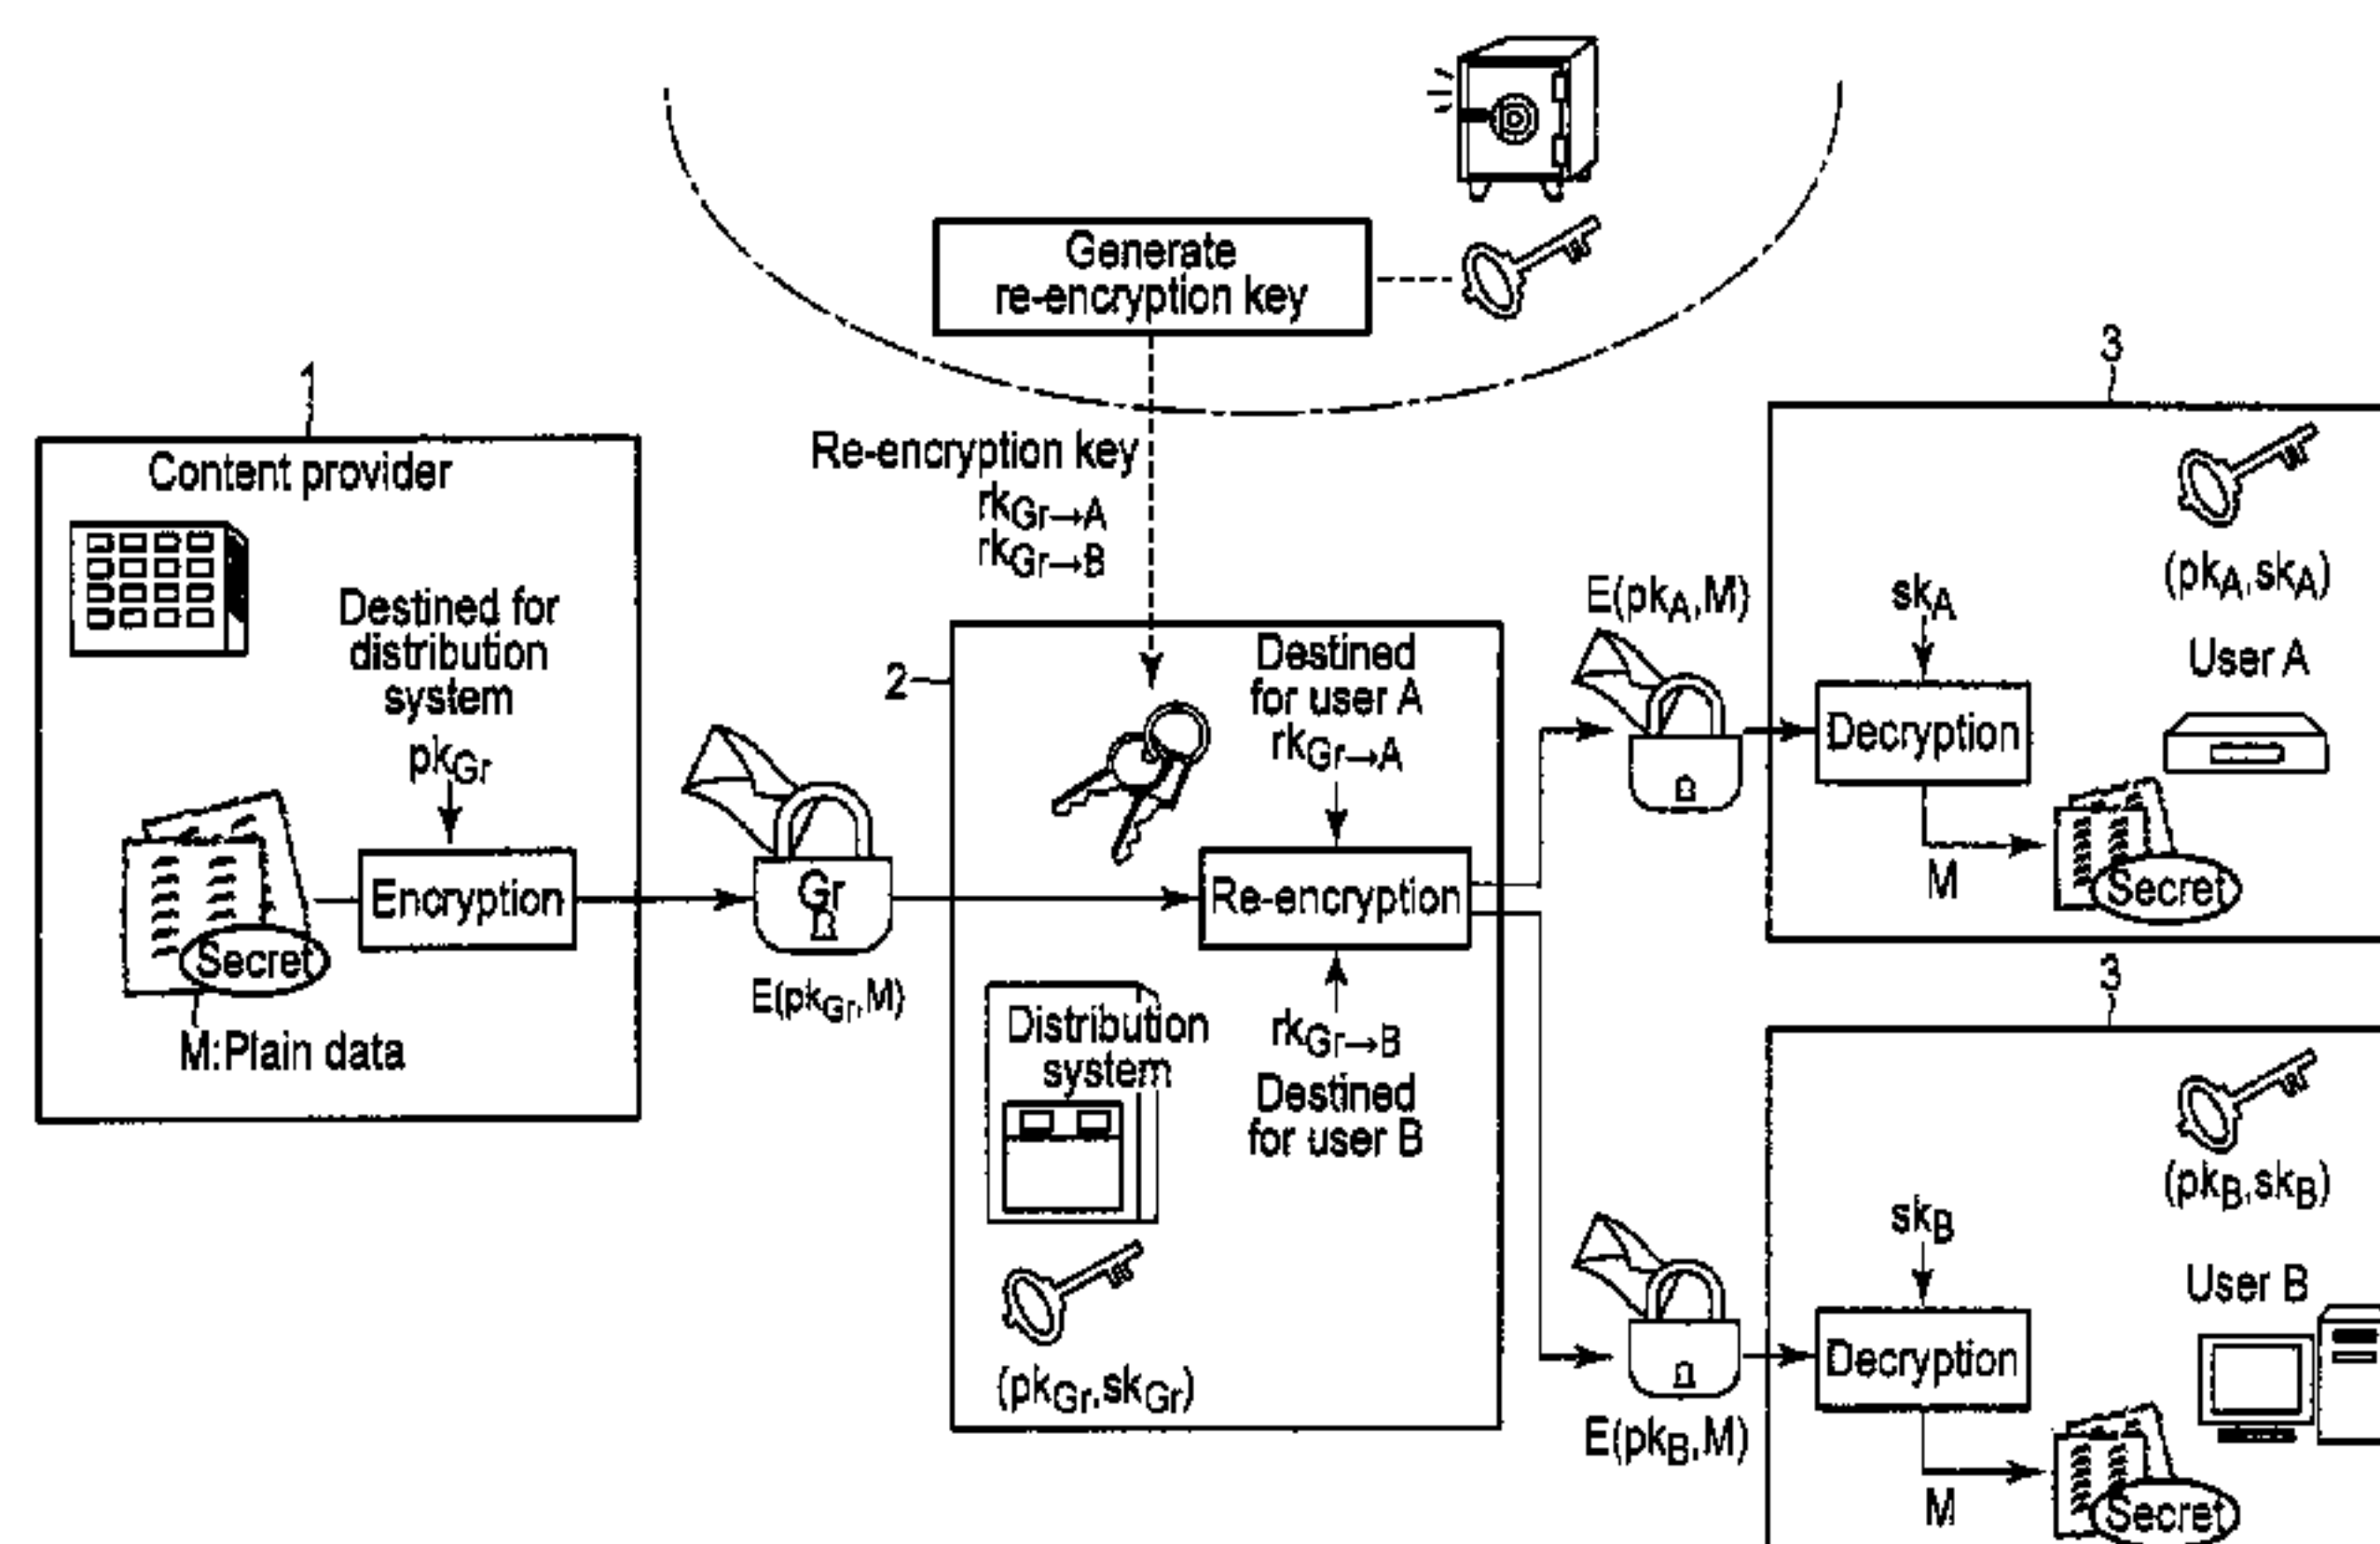 Generate
re-encryption key
1
Content provider
Destined for
distribution
system
pkGr
Encryption
Secret
M:Plain data
Gr
E(pkGr,M)
Re-encryption key
rkGr→A
rkGr→B
2
Destined
for user A
rkGr→A
Re-encryption
rkGr→B
Destined
for user B
Distribution
system
(pkGr,skGr)
E(pkA,M)
3
(pkA,skA)
skA
User A
Decryption
M
Secret
3
(pkB,skB)
skB
User B
Decryption
E(pkB,M)
M
Secret